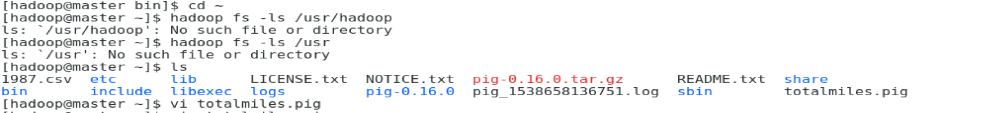 [hadoop@master bin]$ cd ~
[hadoop@master ~]$ hadoop fs -ls /usr/hadoop
ls: `/usr/hadoop': No such file or directory
[hadoop@master ~]$ hadoop fs -ls /usr
ls: `/usr': No such file or directory
[hadoop@master ~]$ ls
1987.csv  etc      lib      LICENSE.txt  NOTICE.txt  pig-0.16.0.tar.gz      README.txt  share
bin       include  libexec  logs         pig-0.16.0  pig_1538658136751.log  sbin        totalmiles.pig
[hadoop@master ~]$ vi totalmiles.pig